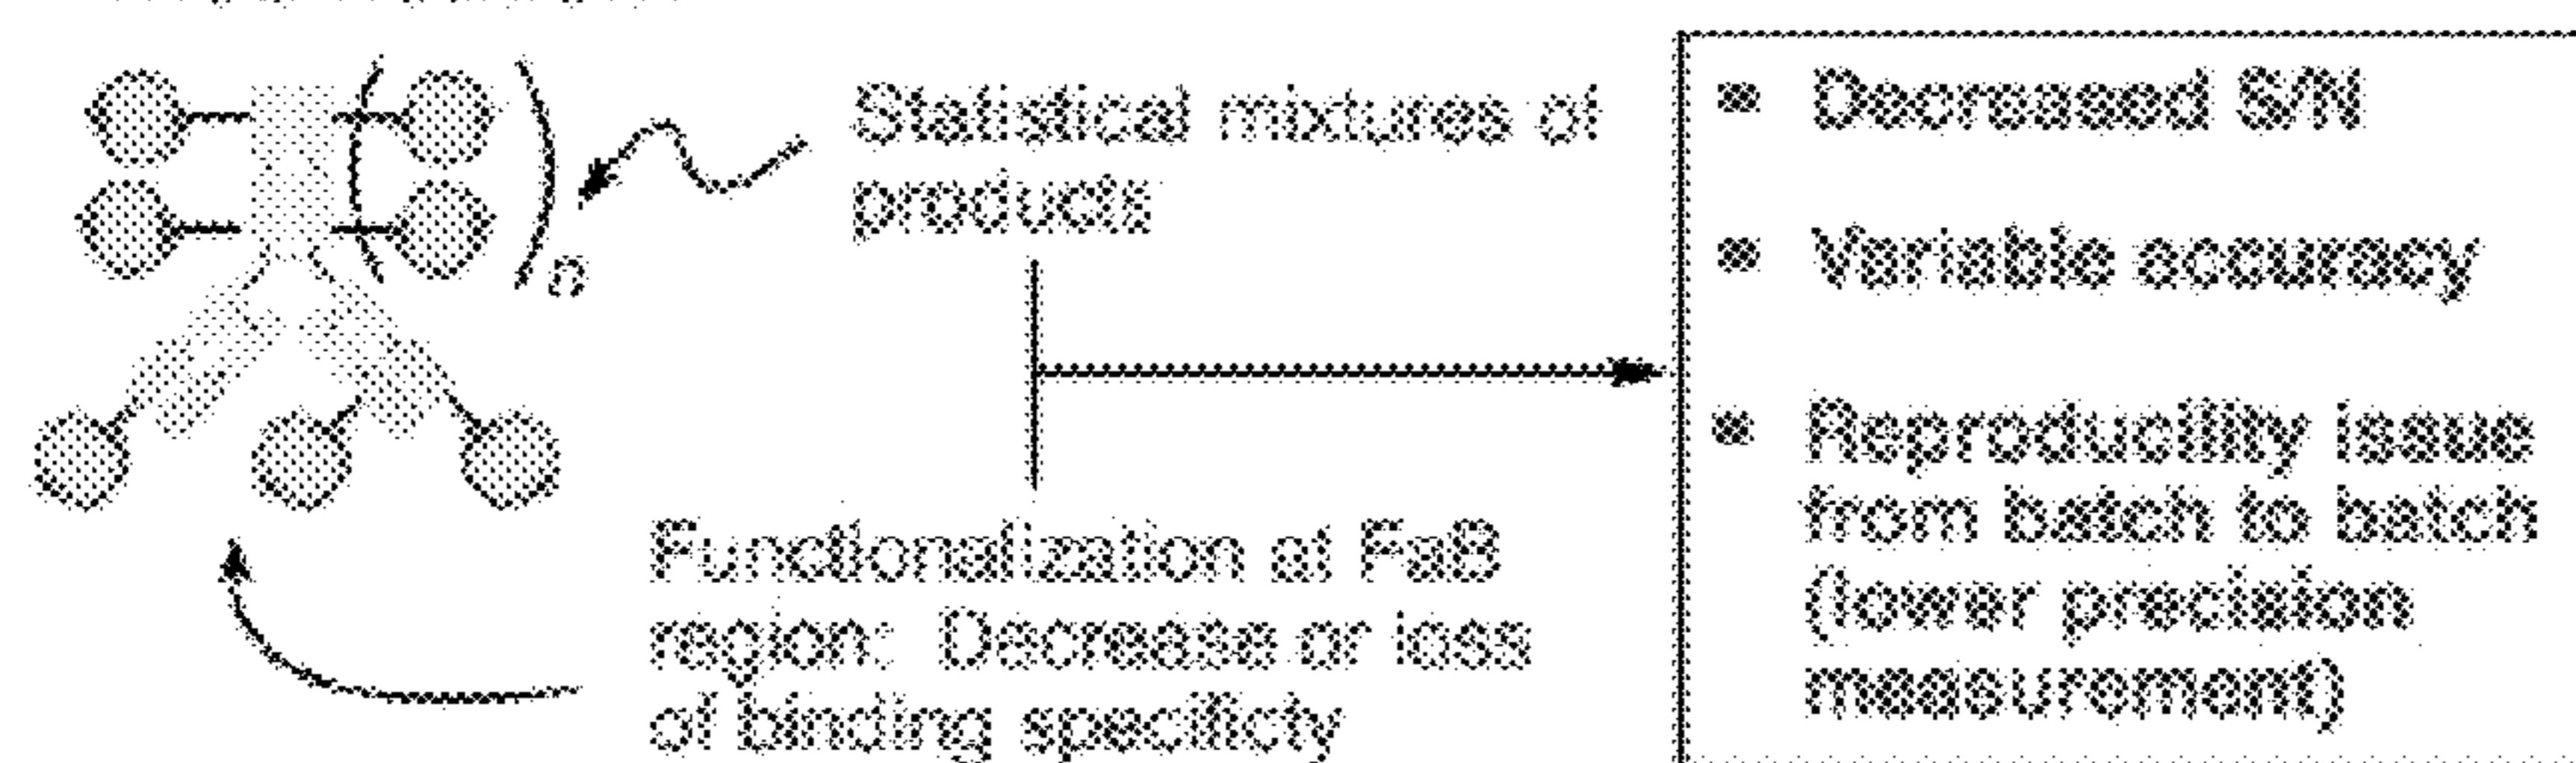 n
Statistical mixtures of
products
Functionalization at FaB
region: Decrease or loss
of binding specificty
Decreased S/N
Variable accuracy
Reproducility issue
from batch to batch
(lower precision
measurement)